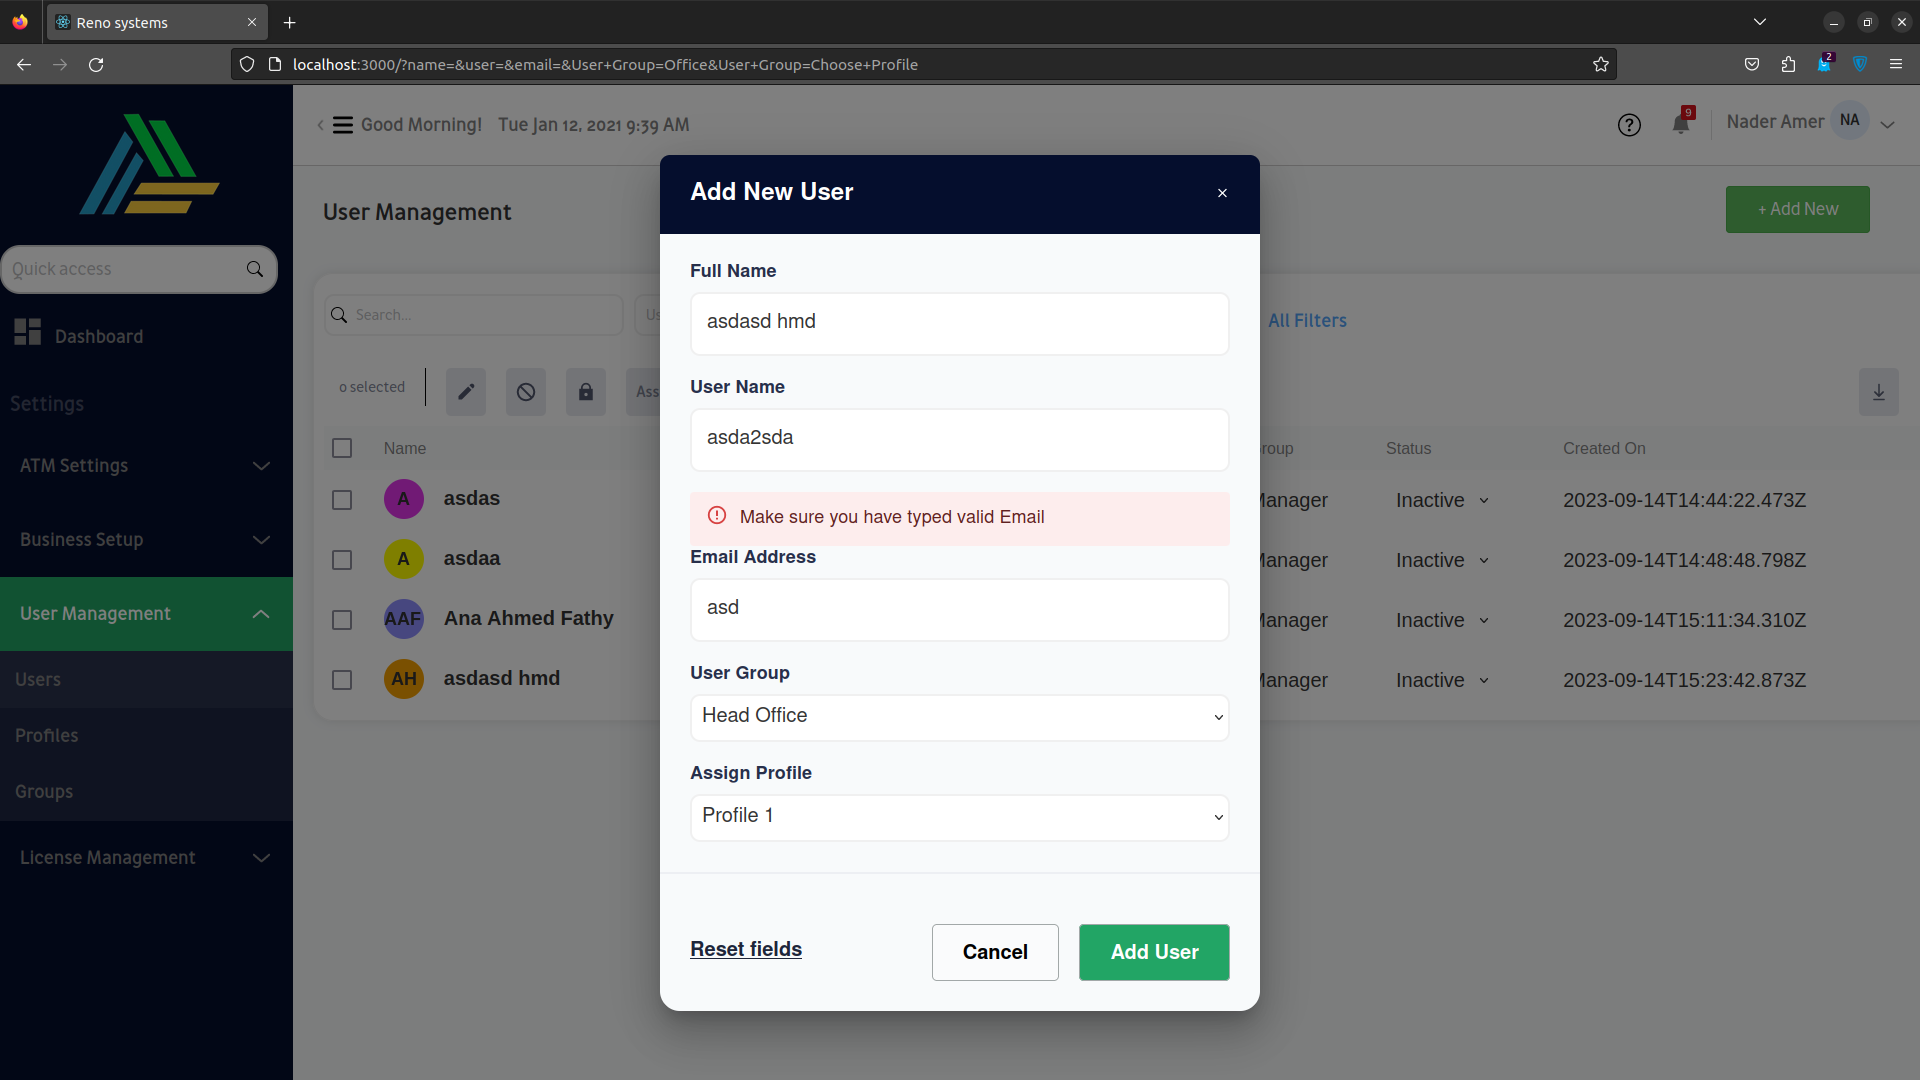 Reno systems
localhost:3000/?name=&user=&email=&User+Group=Office&User+Group=Choose+Profile
2
Good Morning! Tue Jan 12, 2021 9:39 AM
9
Nader Amer NA
User Management
+ Add New
Quick access
Dashboard
Settings
ATM Settings
Business Setup
User Management
Users
Profiles
Groups
License Management
Search...
Us
All Filters
0 selected
Ass
Name
roup
Status
Created On
A asdas
Manager
Inactive
2023-09-14T14:44:22.473Z
A asdaa
Manager
Inactive
2023-09-14T14:48:48.798Z
AAF Ana Ahmed Fathy
Manager
Inactive
2023-09-14T15:11:34.310Z
AH asdasd hmd
Manager
Inactive
2023-09-14T15:23:42.873Z
Add New User
Full Name
asdasd hmd
User Name
asda2sda
Make sure you have typed valid Email
Email Address
asd
User Group
Head Office
Assign Profile
Profile 1
Reset fields
Cancel
Add User